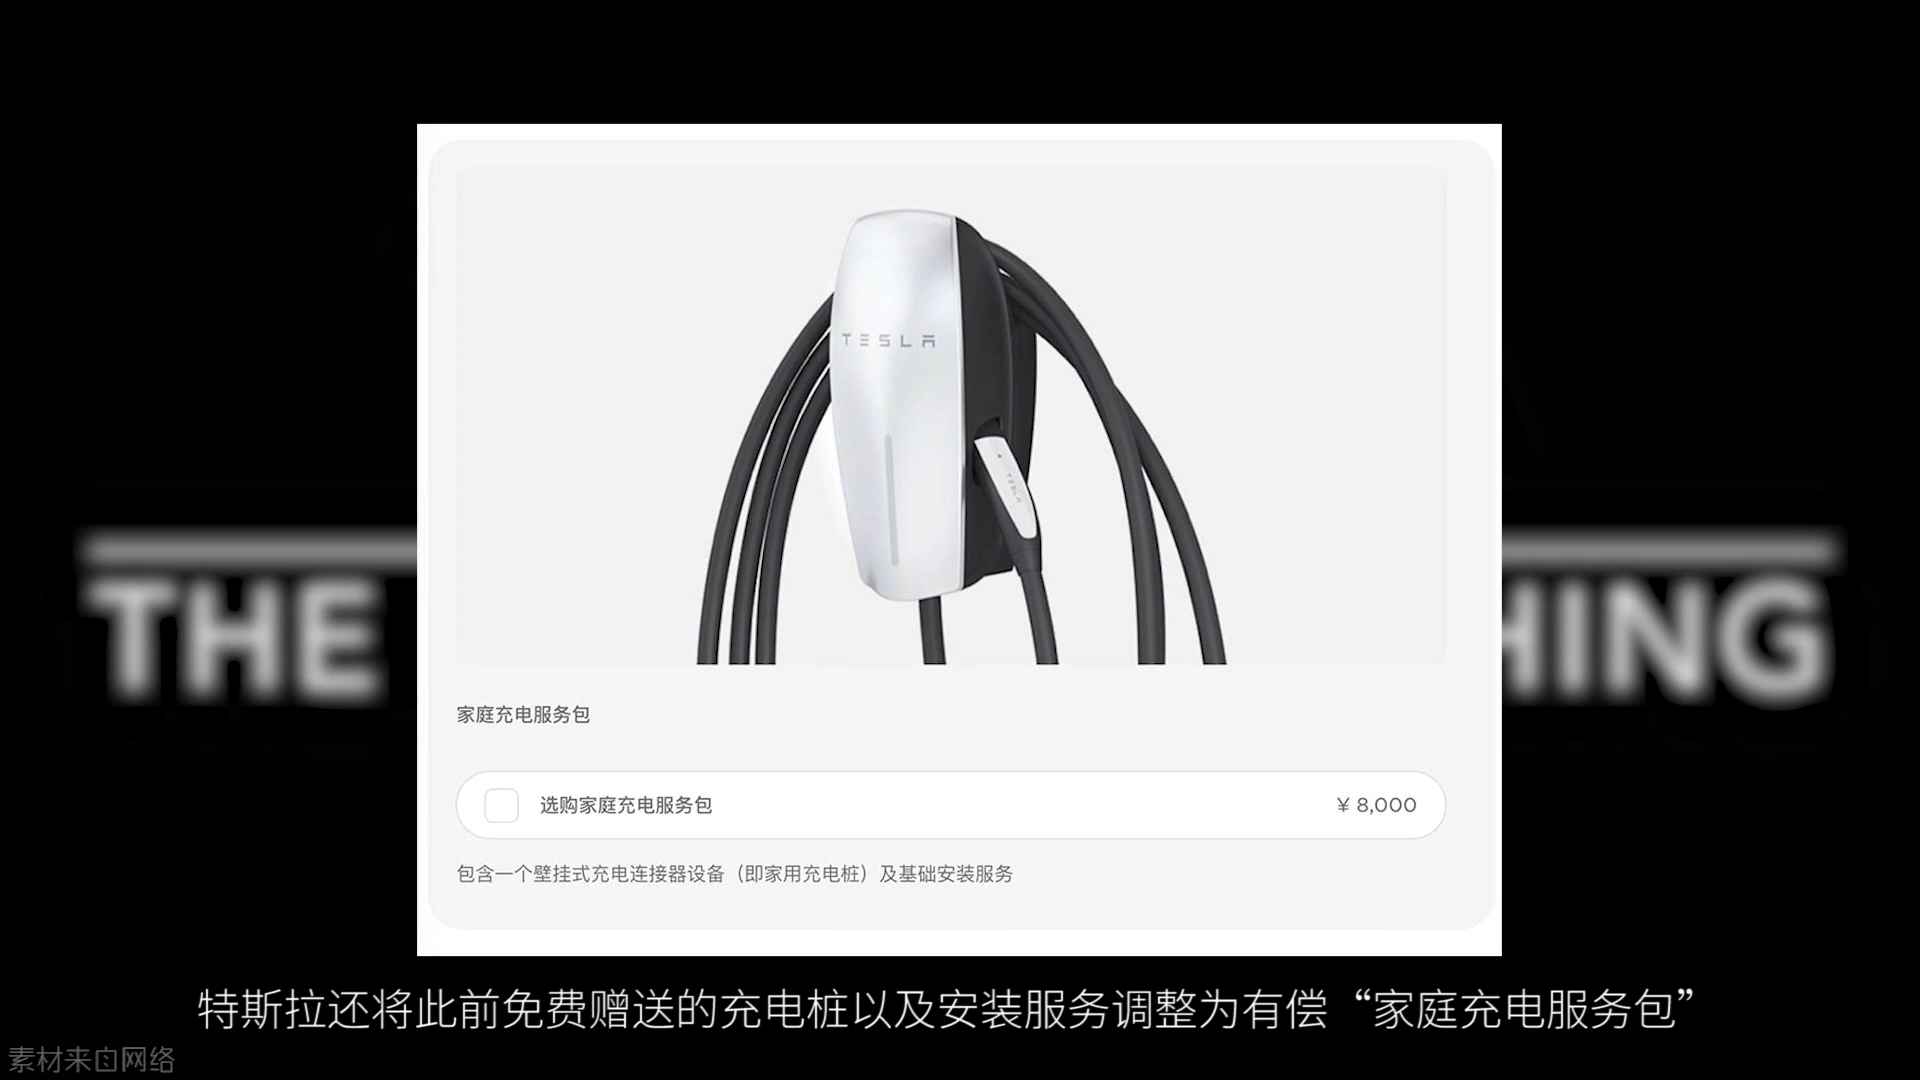 TESLA
TESLA
THE
HING
家庭充电服务包
选购家庭充电服务包
¥ 8,000
包含一个壁挂式充电连接器设备（即家用充电桩）及基础安装服务
特斯拉还将此前免费赠送的充电桩以及安装服务调整为有偿“家庭充电服务包”
素材来自网络